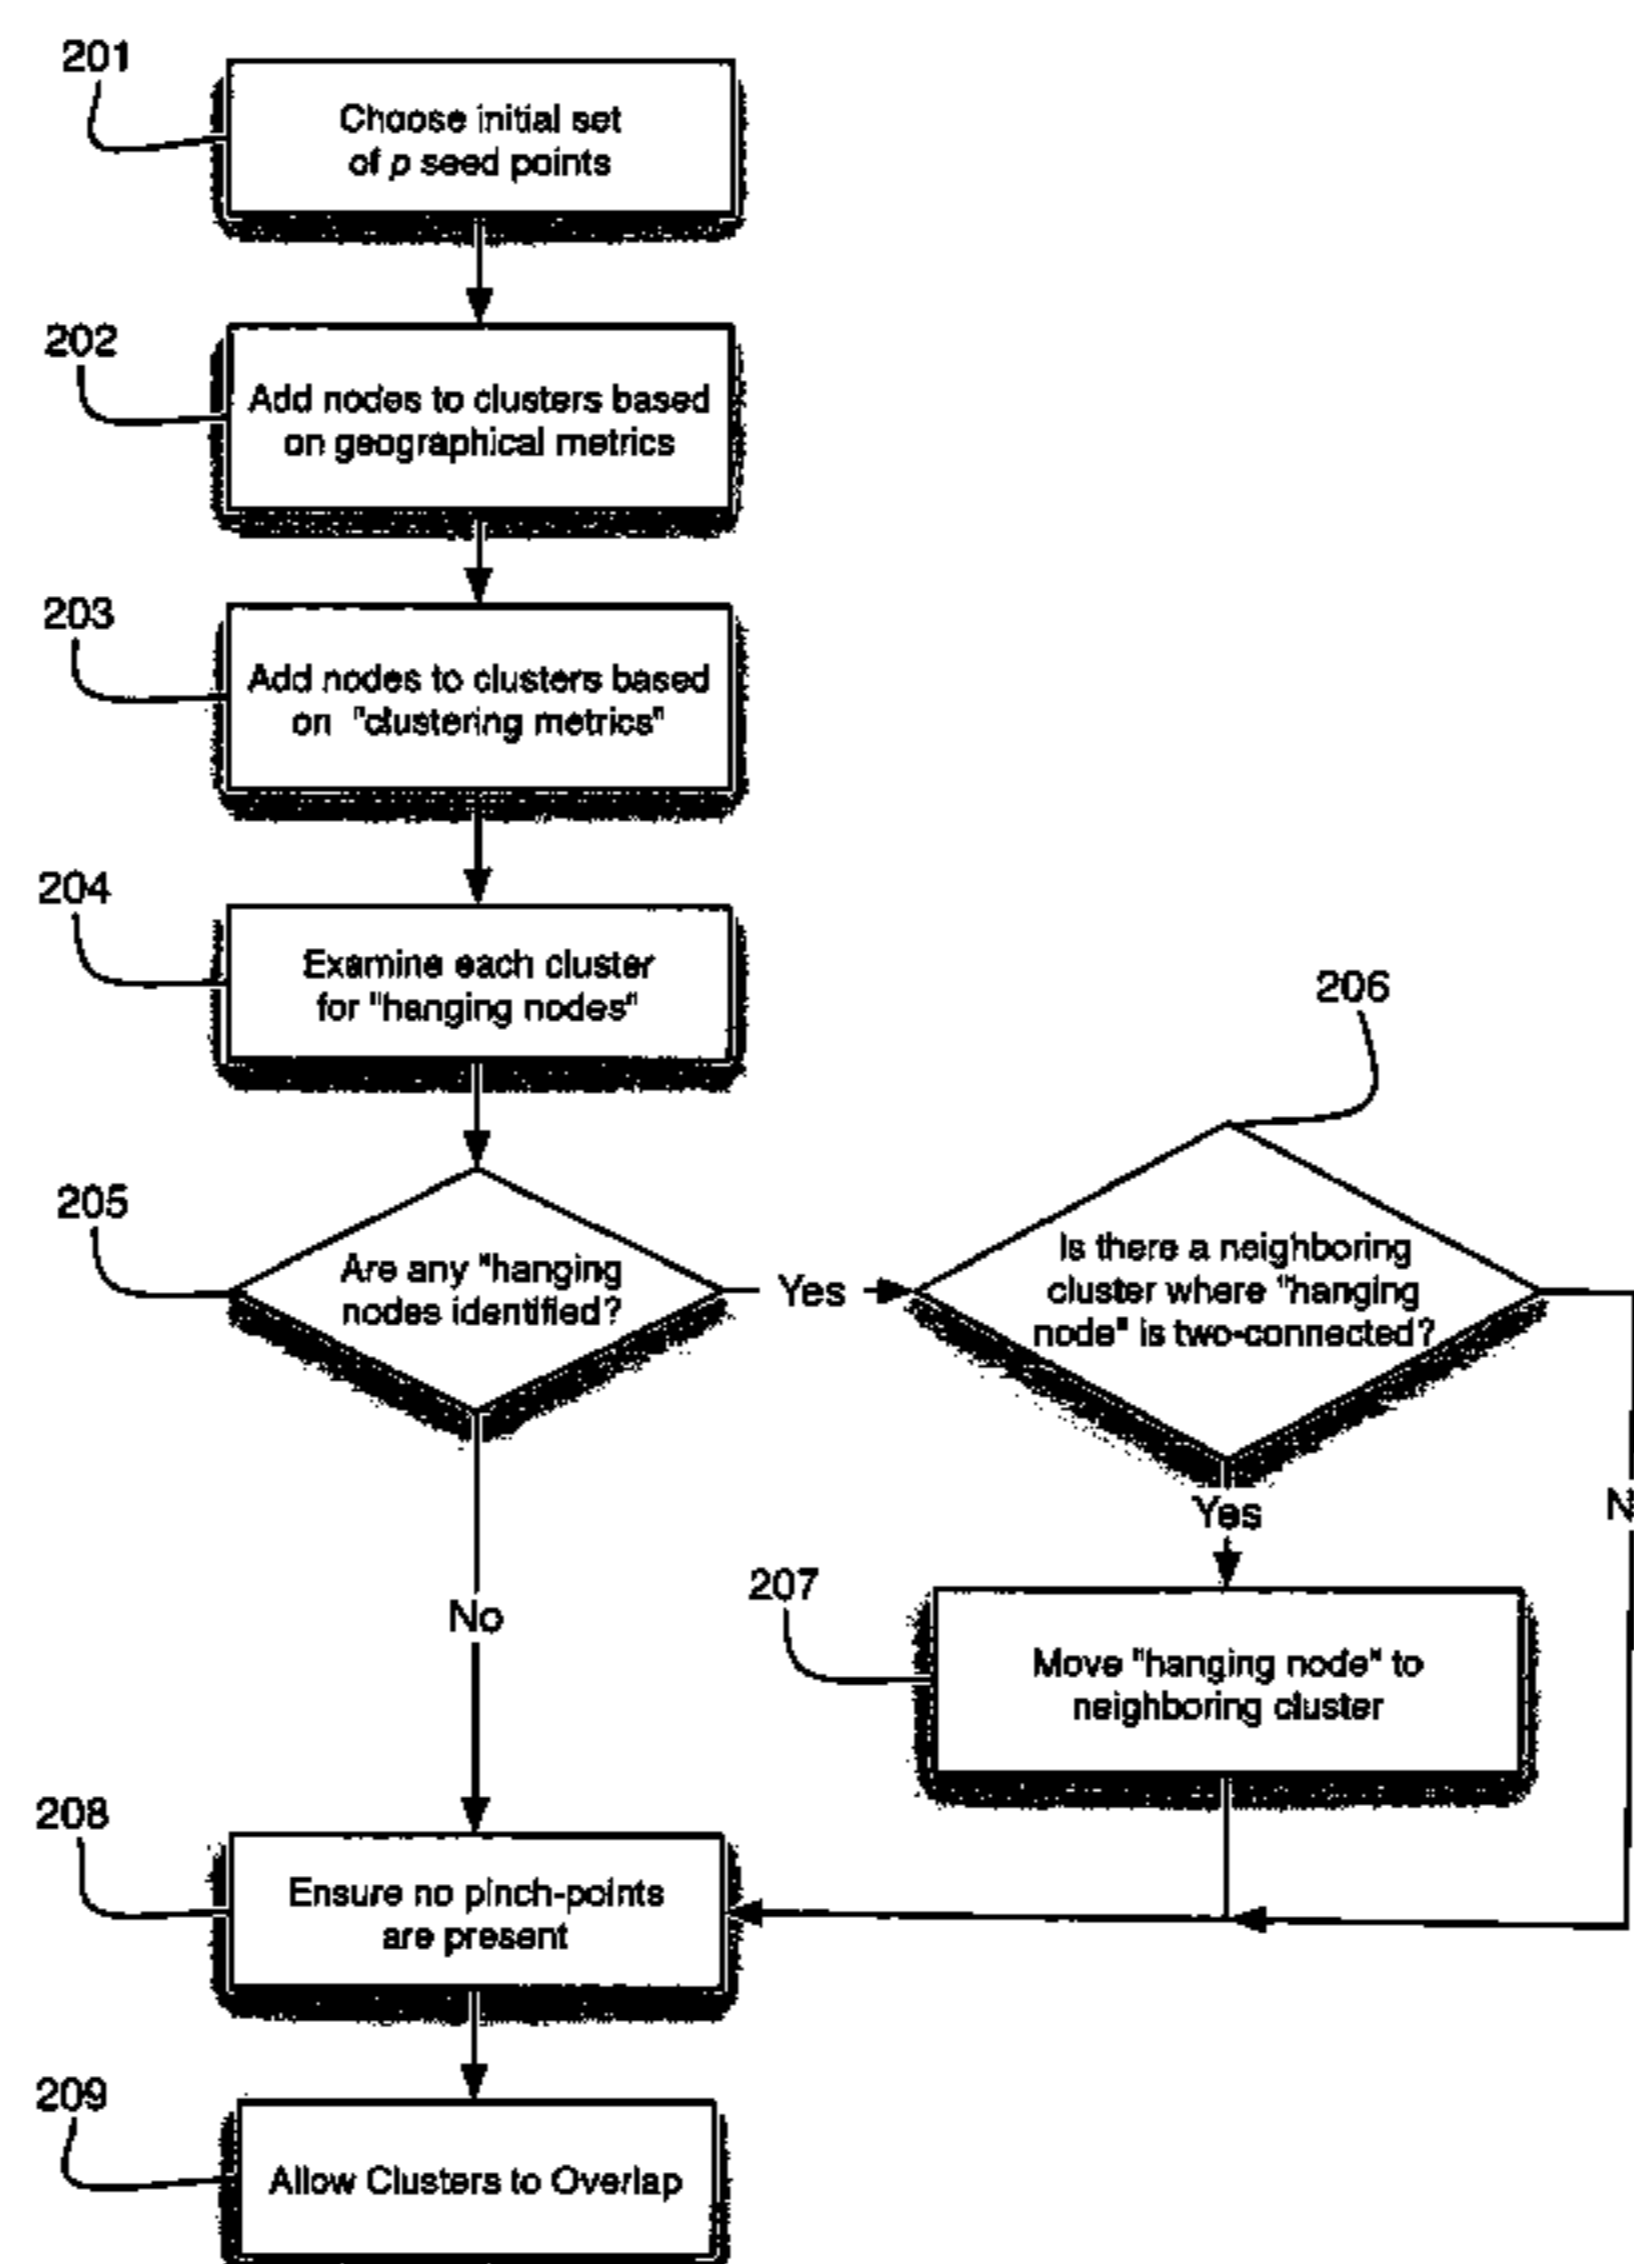 201
Choose initial set
of p seed points
202
Add nodes to clusters based
on geographical metrics
203
Add nodes to clusters based
on "clustering metrics"
204
Examine each cluster
for "hanging nodes"
205
Are any "hanging
nodes identified?
Yes
206
Is there a neighboring
cluster where "hanging
node" is two-connected?
Yes
N
No
207
Move "hanging node" to
neighboring cluster
208
Ensure no pinch-points
are present
209
Allow Clusters to Overlap